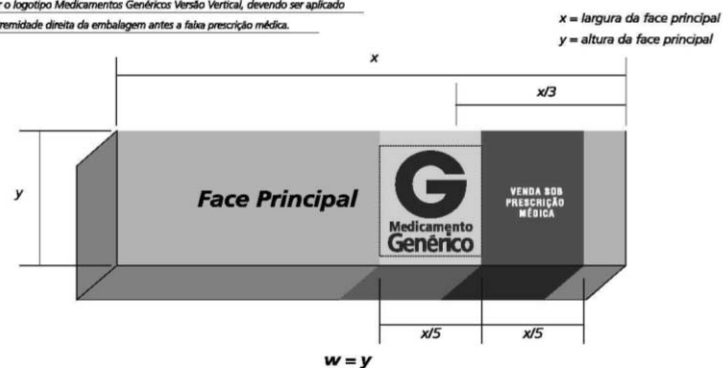 r o logotipo Medicamentos Genéricos Versão Vertical, devendo ser aplicado
remidade direita da embalagem antes a faixa prescrição médica.
x = largura da face principal
y = altura da face principal
x
x/3
y
Face Principal
G
Medicamento
Genérico
VENDA SOB
PRESCRIÇÃO
MÉDICA
x/5
x/5
w = y